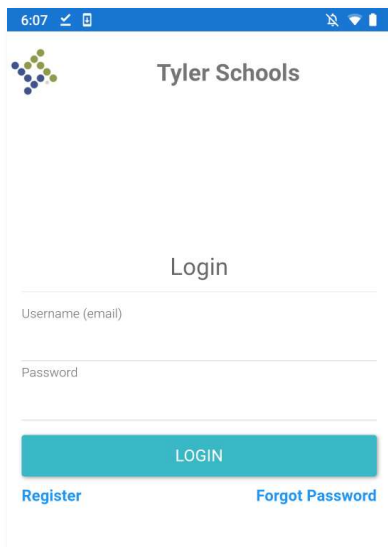 6:07
Tyler Schools
Login
Username (email)
Password
LOGIN
Register
Forgot Password